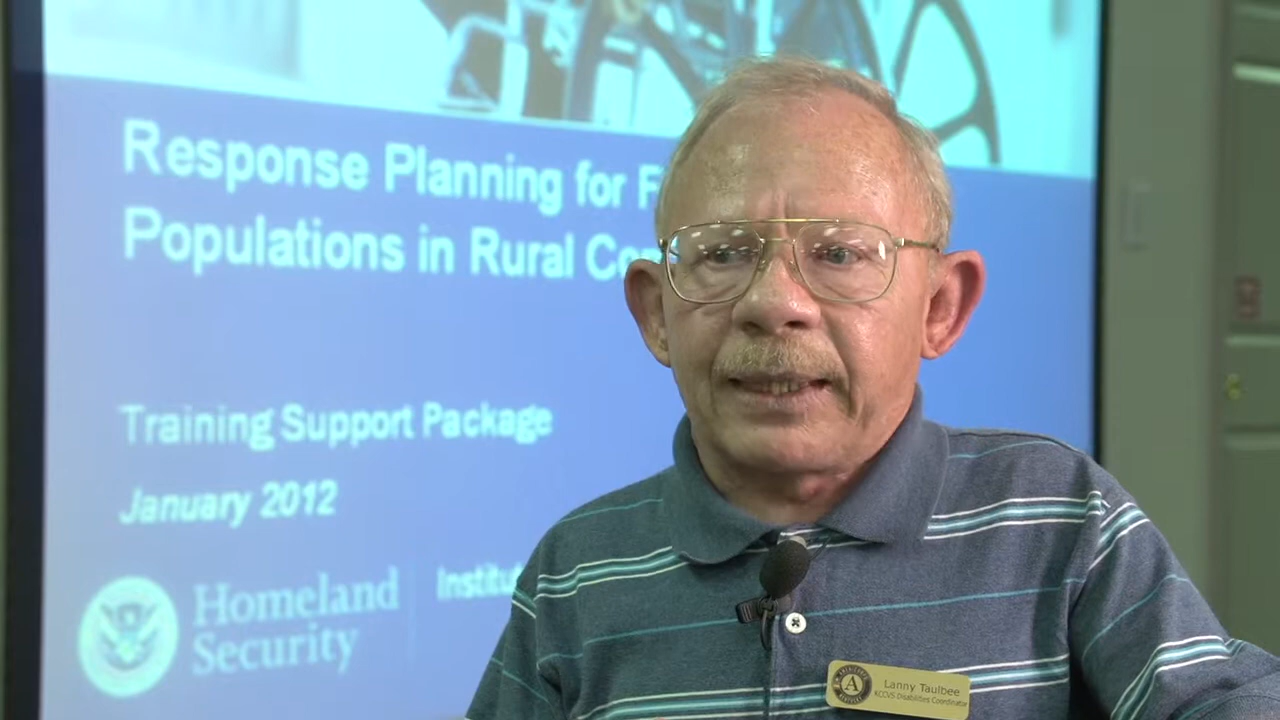 Response Planning for F
Populations in Rural Co
Training Support Package
January 2012
Homeland
Security
Institu
A
Lanny Taulbee
KCCVS Disabilities Coordinator